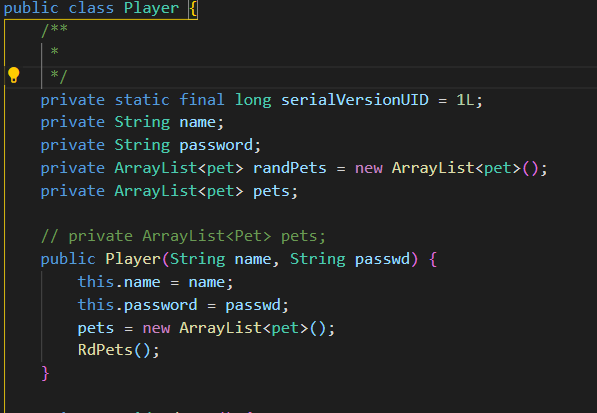 public class Player {
/**
*
*/
private static final long serialVersionUID = 1L;
private String name;
private String password;
private ArrayList<pet> randPets = new ArrayList<pet>();
private ArrayList<pet> pets;
// private ArrayList<Pet> pets;
public Player(String name, String passwd) {
this.name = name;
this.password = passwd;
pets = new ArrayList<pet>();
RdPets();
}